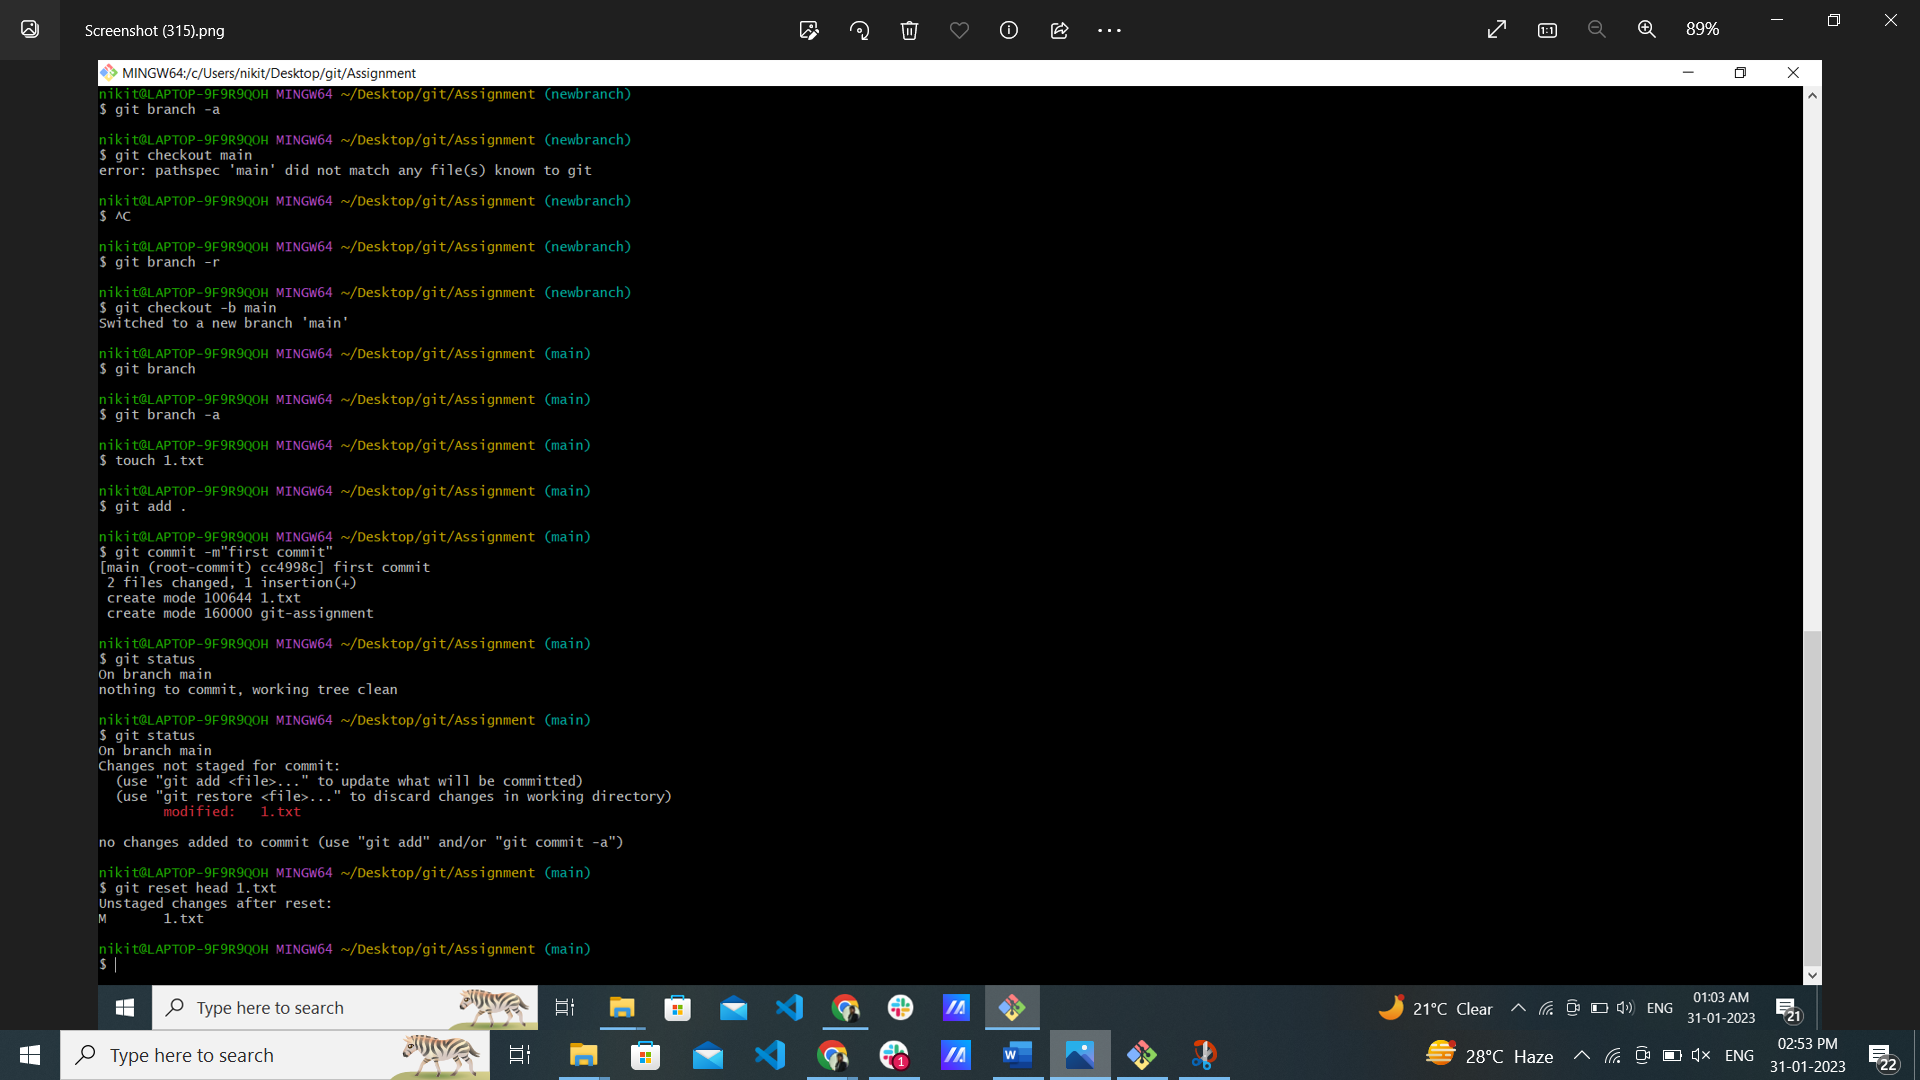 Screenshot (315).png
89%
MINGW64:/c/Users/nikit/Desktop/git/Assignment
nikit@LAPTOP-9F9R9QOH MINGW64 ~/Desktop/git/Assignment (newbranch)
$ git branch -a
nikit@LAPTOP-9F9R9QOH MINGW64 ~/Desktop/git/Assignment (newbranch)
$ git checkout main
error: pathspec 'main' did not match any file(s) known to git
nikit@LAPTOP-9F9R9QOH MINGW64 ~/Desktop/git/Assignment (newbranch)
$ ^C
nikit@LAPTOP-9F9R9QOH MINGW64 ~/Desktop/git/Assignment (newbranch)
$ git branch -r
nikit@LAPTOP-9F9R9QOH MINGW64 ~/Desktop/git/Assignment (newbranch)
$ git checkout -b main
Switched to a new branch 'main'
nikit@LAPTOP-9F9R9QOH MINGW64 ~/Desktop/git/Assignment (main)
$ git branch
nikit@LAPTOP-9F9R9QOH MINGW64 ~/Desktop/git/Assignment (main)
$ git branch -a
nikit@LAPTOP-9F9R9QOH MINGW64 ~/Desktop/git/Assignment (main)
$ touch 1.txt
nikit@LAPTOP-9F9R9QOH MINGW64 ~/Desktop/git/Assignment (main)
$ git add .
nikit@LAPTOP-9F9R9QOH MINGW64 ~/Desktop/git/Assignment (main)
$ git commit -m"first commit"
[main (root-commit) cc4998c] first commit
2 files changed, 1 insertion(+)
create mode 100644 1.txt
create mode 160000 git-assignment
nikit@LAPTOP-9F9R9QOH MINGW64 ~/Desktop/git/Assignment (main)
$ git status
On branch main
nothing to commit, working tree clean
nikit@LAPTOP-9F9R9QOH MINGW64 ~/Desktop/git/Assignment (main)
$ git status
On branch main
Changes not staged for commit:
(use "git add <file>..." to update what will be committed)
(use "git restore <file>..." to discard changes in working directory)
modified:   1.txt
no changes added to commit (use "git add" and/or "git commit -a")
nikit@LAPTOP-9F9R9QOH MINGW64 ~/Desktop/git/Assignment (main)
$ git reset head 1.txt
Unstaged changes after reset:
M       1.txt
nikit@LAPTOP-9F9R9QOH MINGW64 ~/Desktop/git/Assignment (main)
$
Type here to search
21°C Clear
ENG
01:03 AM
31-01-2023
21
Type here to search
1
28°C Haze
ENG
02:53 PM
31-01-2023
22